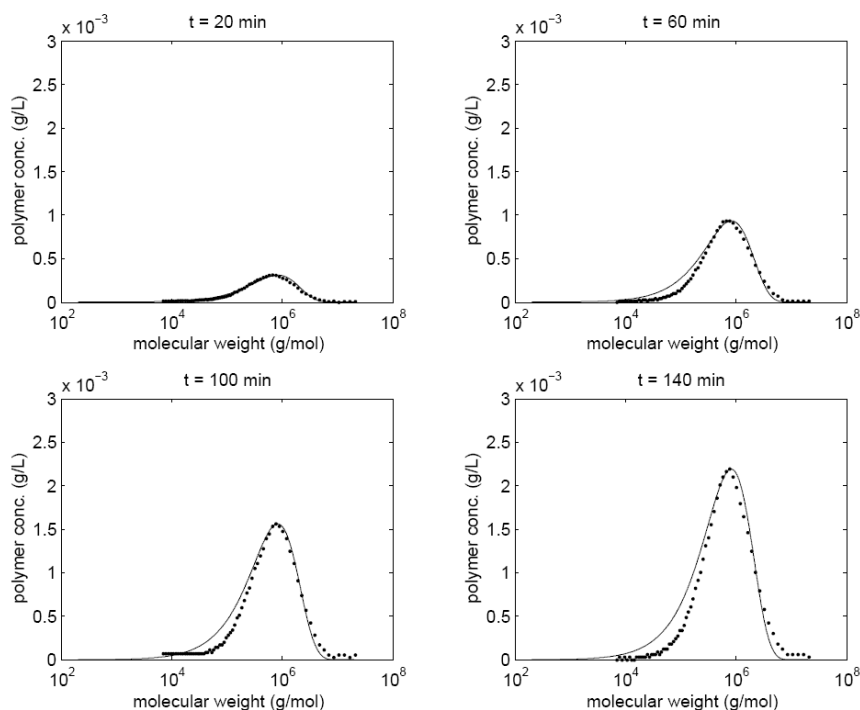 t = 20 min
x 10⁻³
3
2.5
2
1.5
1
0.5
0
10² 10⁴ 10⁶ 10⁸
polymer conc. (g/L)
molecular weight (g/mol)
t = 60 min
x 10⁻³
3
2.5
2
1.5
1
0.5
0
10² 10⁴ 10⁶ 10⁸
polymer conc. (g/L)
molecular weight (g/mol)
t = 100 min
x 10⁻³
3
2.5
2
1.5
1
0.5
0
10² 10⁴ 10⁶ 10⁸
polymer conc. (g/L)
molecular weight (g/mol)
t = 140 min
x 10⁻³
3
2.5
2
1.5
1
0.5
0
10² 10⁴ 10⁶ 10⁸
polymer conc. (g/L)
molecular weight (g/mol)